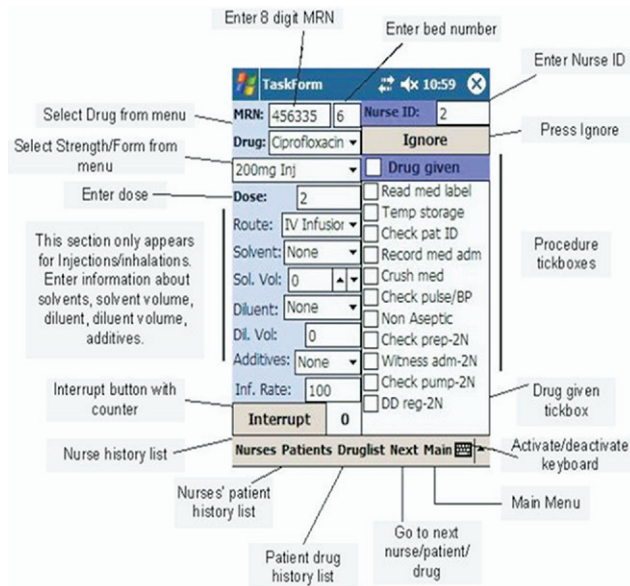 Enter 8 digit MRN
Enter bed number
Enter Nurse ID
TaskForm 10:59
Select Drug from menu
MRN: 456335 6 Nurse ID: 2
Press Ignore
Drug: Ciprofloxacin Ignore
Select Strength/Form from
menu
200mg Inj Drug given
Enter dose
Dose: 2
Route: IV Infusior
Solvent: None
Sol. Vol: 0
Diluent: None
Dil. Vol: 0
Additives: None
Inf. Rate: 100
Read med label
Temp storage
Check pat ID
Record med adm
Crush med
Check pulse/BP
Non Aseptic
Check prep-2N
Witness adm-2N
Check pump-2N
DD reg-2N
Procedure
tickboxes
This section only appears
for Injections/inhalations.
Enter information about
solvents, solvent volume,
diluent, diluent volume,
additives.
Interrupt button with
counter
Drug given
tickbox
Interrupt 0
Nurse history list
Nurses Patients Druglist Next Main
Activate/deactivate
keyboard
Nurses' patient
history list
Main Menu
Patient drug
history list
Go to next
nurse/patient/
drug